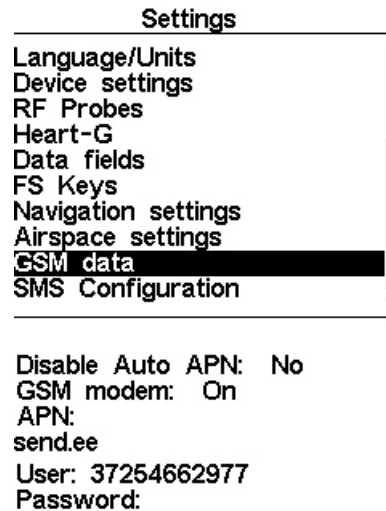 Settings
Language/Units
Device settings
RF Probes
Heart-G
Data fields
FS Keys
Navigation settings
Airspace settings
GSM data
SMS Configuration
Disable Auto APN: No
GSM modem: On
APN:
send.ee
User: 37254662977
Password: